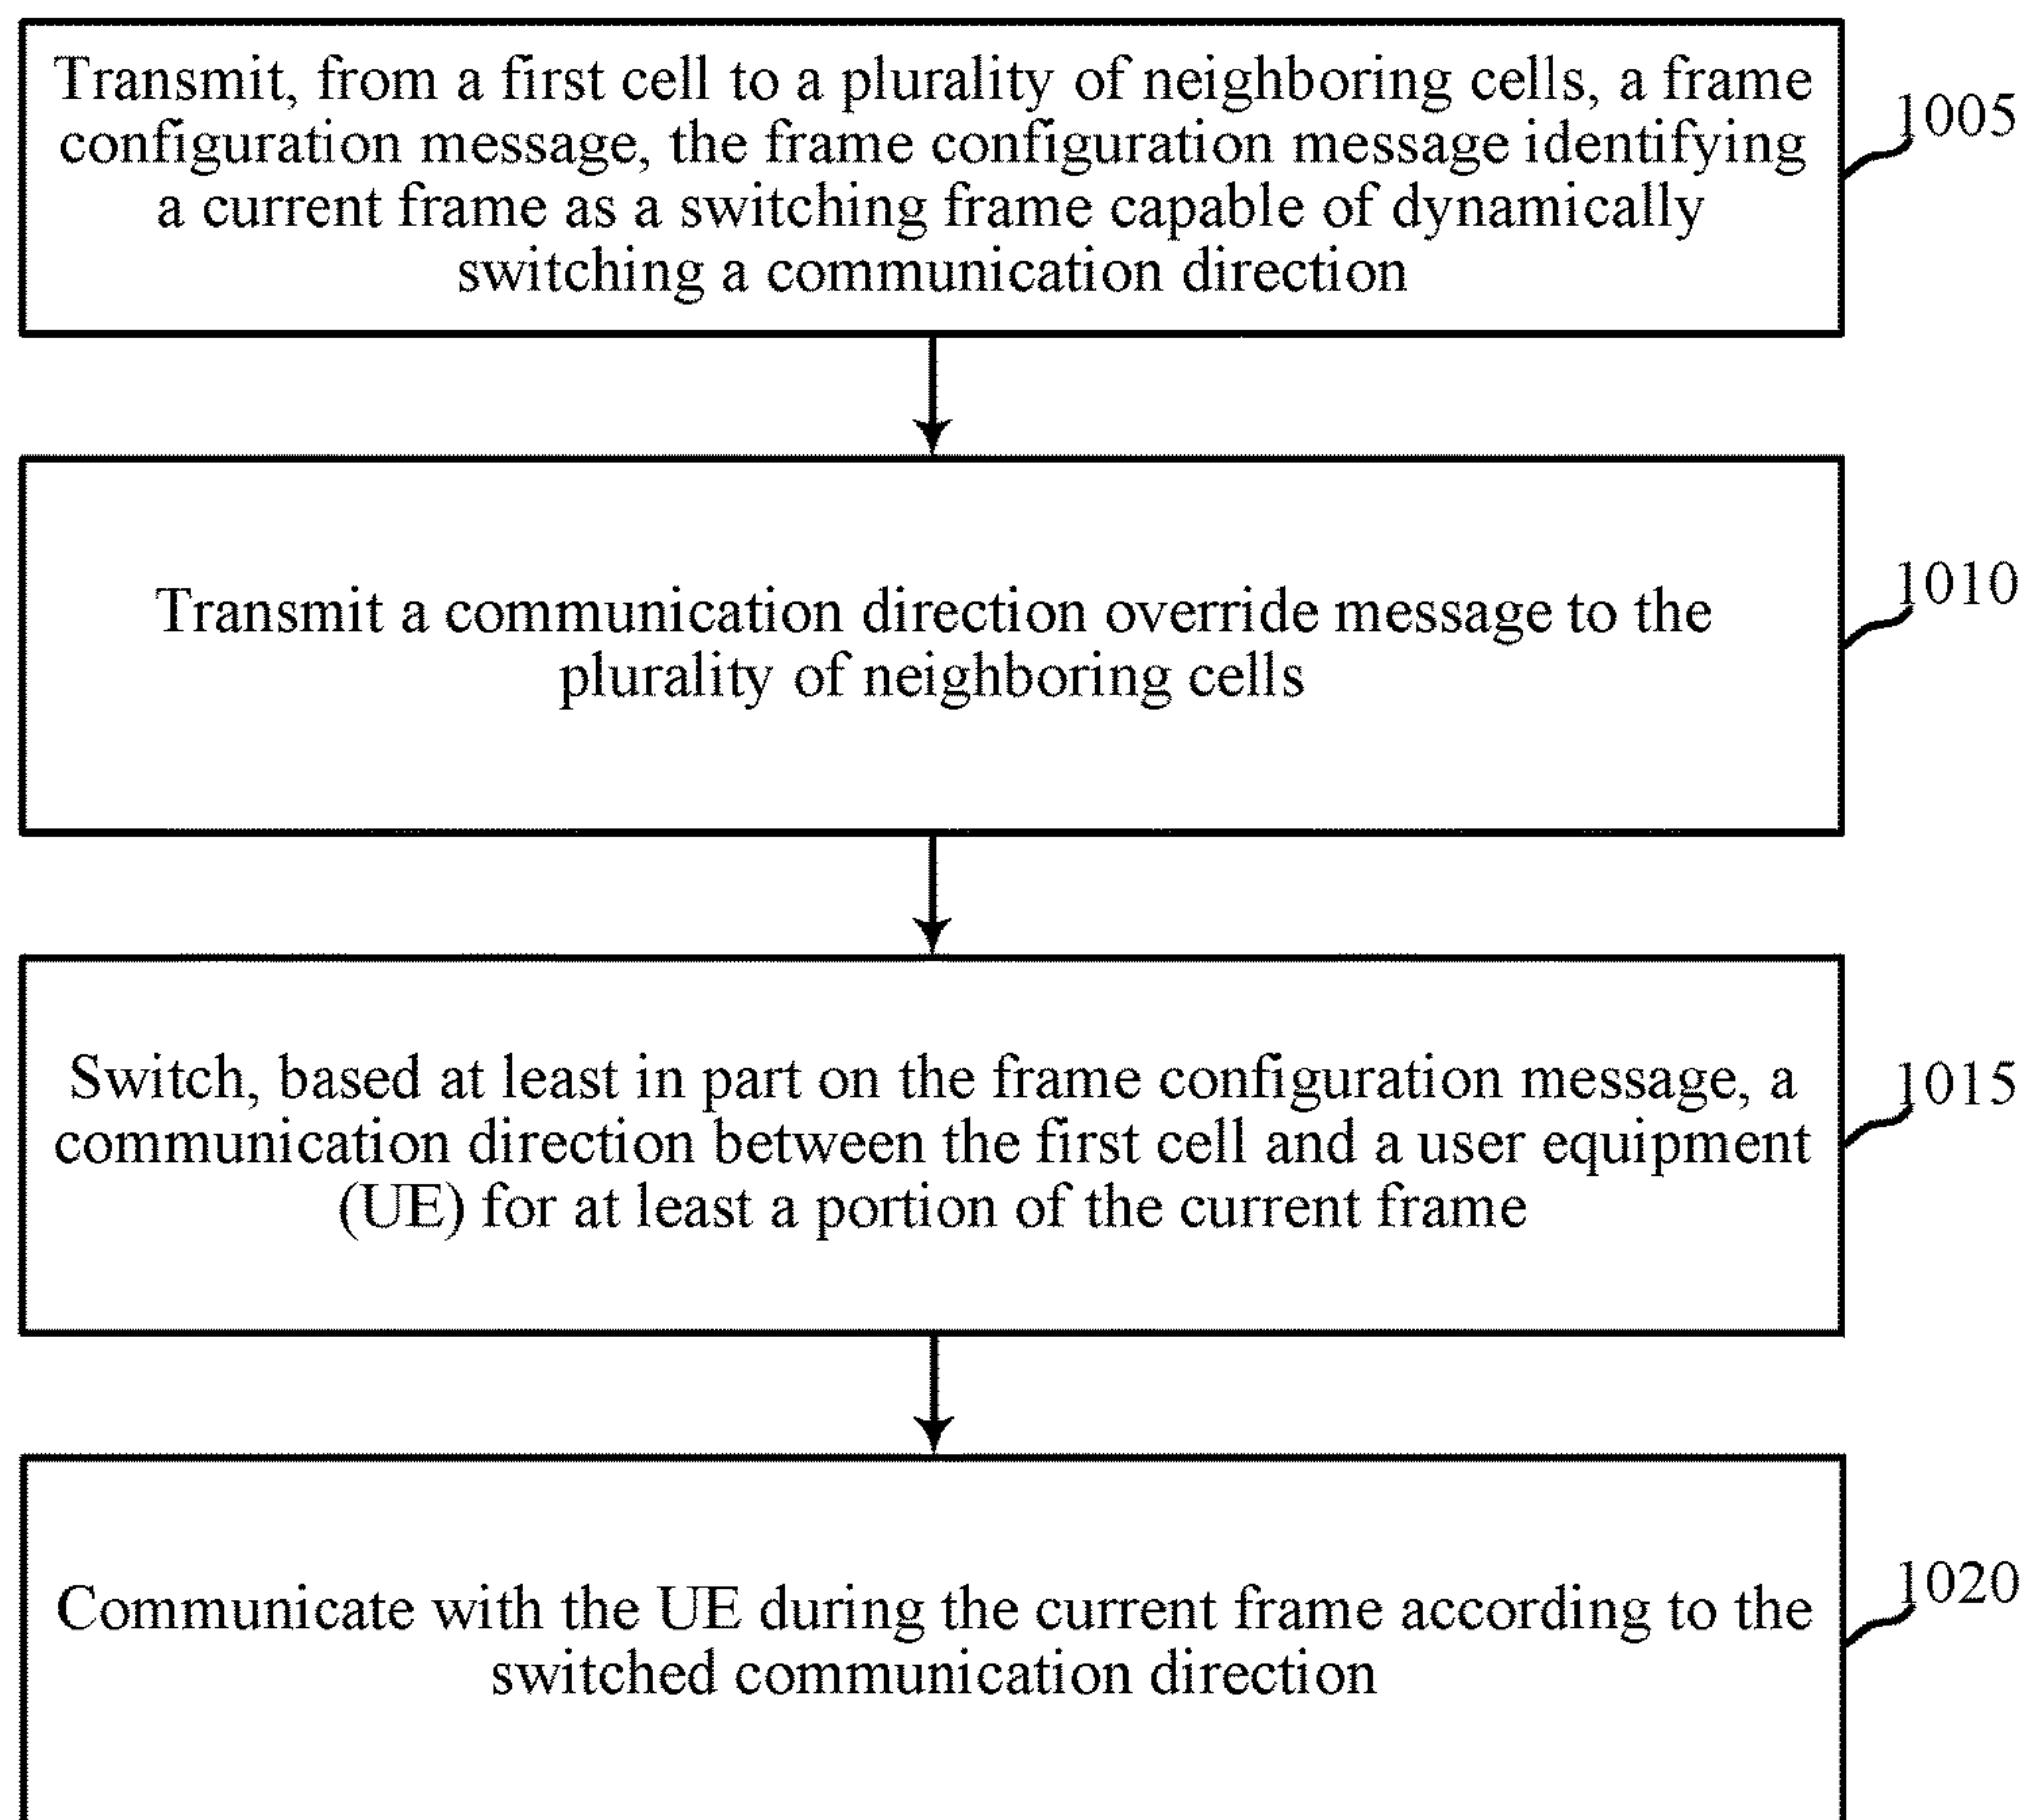 Transmit, from a first cell to a plurality of neighboring cells, a frame
configuration message, the frame configuration message identifying
a current frame as a switching frame capable of dynamically
switching a communication direction
1005
Transmit a communication direction override message to the
plurality of neighboring cells
1010
Switch, based at least in part on the frame configuration message, a
communication direction between the first cell and a user equipment
(UE) for at least a portion of the current frame
1015
Communicate with the UE during the current frame according to the
switched communication direction
1020